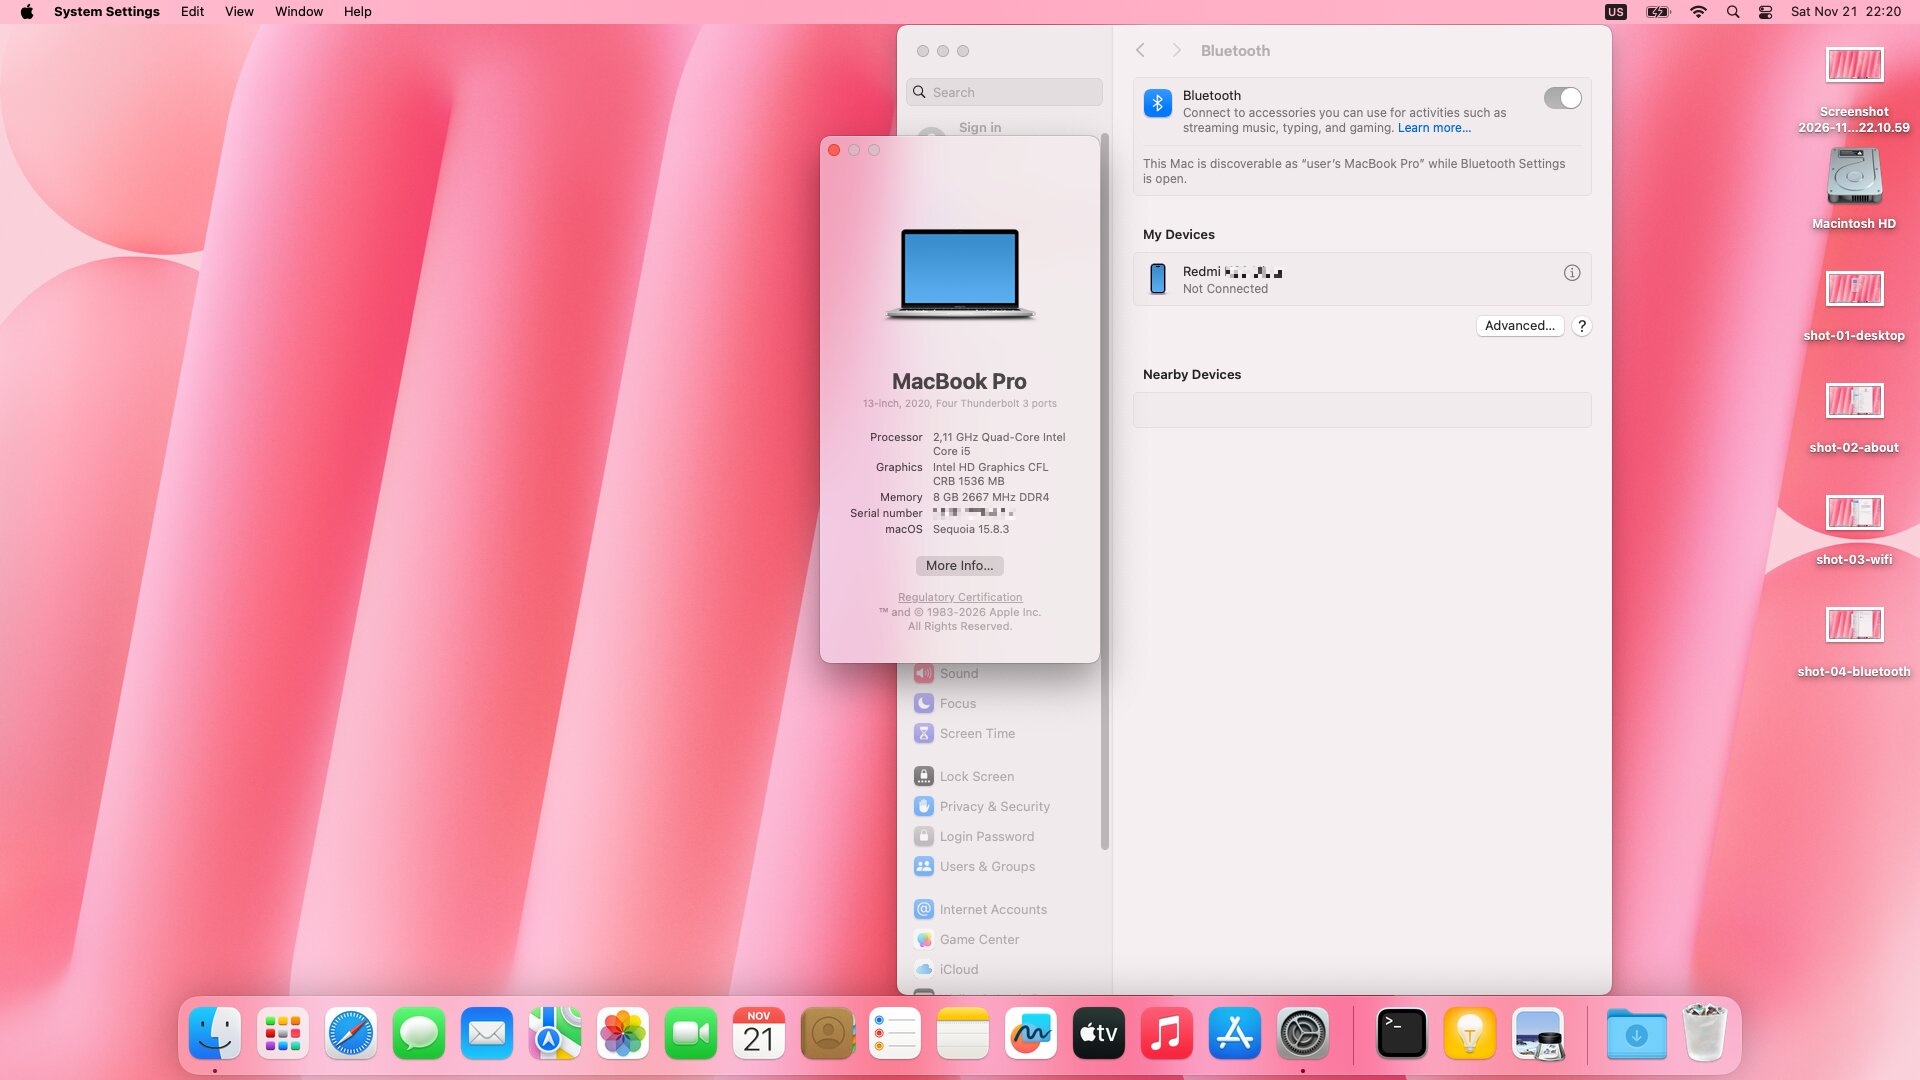 System Settings Edit View Window Help
US
Sat Nov 21 22:20
Bluetooth
Search
Sign in
Bluetooth
Connect to accessories you can use for activities such as
streaming music, typing, and gaming. Learn more...
This Mac is discoverable as “user’s MacBook Pro” while Bluetooth Settings
is open.
My Devices
Redmi
Not Connected
Advanced...
?
Nearby Devices
MacBook Pro
13-inch, 2020, Four Thunderbolt 3 ports
Processor 2,11 GHz Quad-Core Intel
Core i5
Graphics Intel HD Graphics CFL
CRB 1536 MB
Memory 8 GB 2667 MHz DDR4
Serial number
macOS Sequoia 15.8.3
More Info...
Regulatory Certification
™ and © 1983-2026 Apple Inc.
All Rights Reserved.
Sound
Focus
Screen Time
Lock Screen
Privacy & Security
Login Password
Users & Groups
Internet Accounts
Game Center
iCloud
Screenshot
2026-11...22.10.59
Macintosh HD
shot-01-desktop
shot-02-about
shot-03-wifi
shot-04-bluetooth
NOV
21
tv
>_